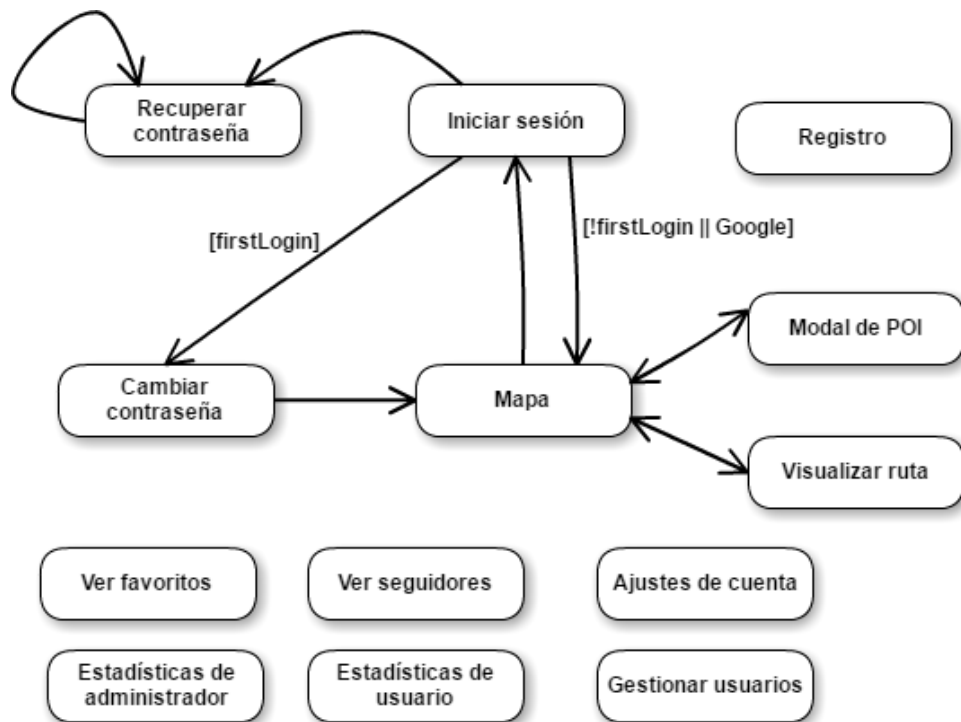 Recuperar
contraseña
Iniciar sesión
Registro
[firstLogin]
[!firstLogin || Google]
Modal de POI
Cambiar
contraseña
Mapa
Visualizar ruta
Ver favoritos
Ver seguidores
Ajustes de cuenta
Estadísticas de
administrador
Estadísticas de
usuario
Gestionar usuarios